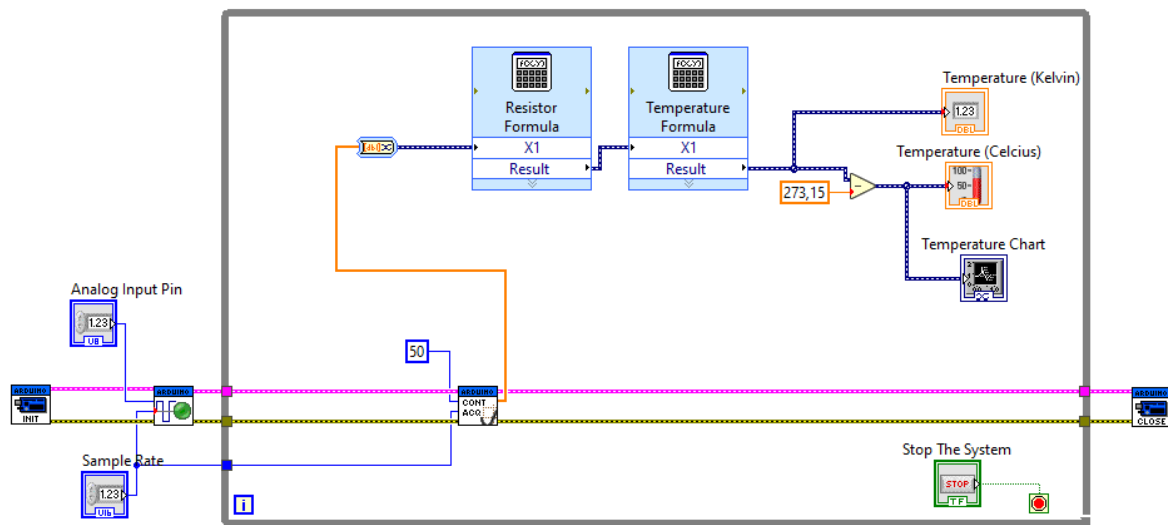 f(x,y)
Resistor
Formula
X1
Result
f(x,y)
Temperature
Formula
X1
Result
Temperature (Kelvin)
1.23
DBL
Temperature (Celcius)
100
50
DBL
273,15
[dbl]
Temperature Chart
Analog Input Pin
1.23
U8
50
ARDUINO
INIT
ARDUINO
ARDUINO
CONT
ACQ
ARDUINO
CLOSE
Sample Rate
1.23
U16
i
Stop The System
STOP
TF